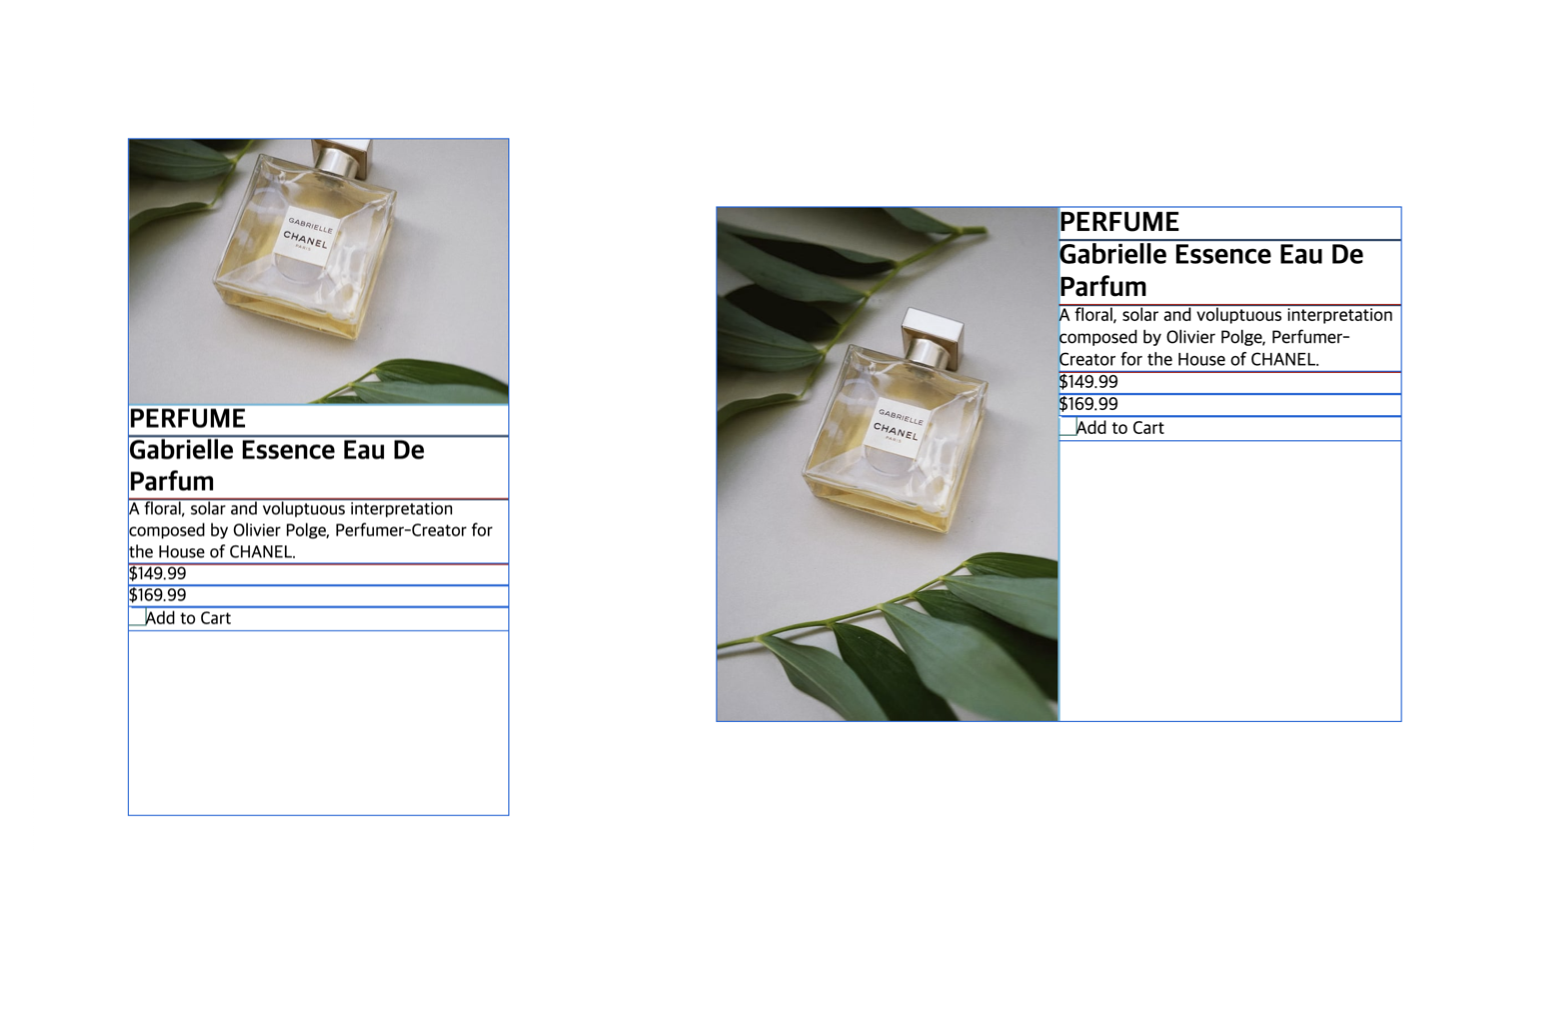 GABRIELLE
CHANEL
PARIS
PERFUME
Gabrielle Essence Eau De
Parfum
A floral, solar and voluptuous interpretation
composed by Olivier Polge, Perfumer-Creator for
the House of CHANEL.
$149.99
$169.99
Add to Cart
GABRIELLE
CHANEL
PARIS
PERFUME
Gabrielle Essence Eau De
Parfum
A floral, solar and voluptuous interpretation
composed by Olivier Polge, Perfumer-
Creator for the House of CHANEL.
$149.99
$169.99
Add to Cart